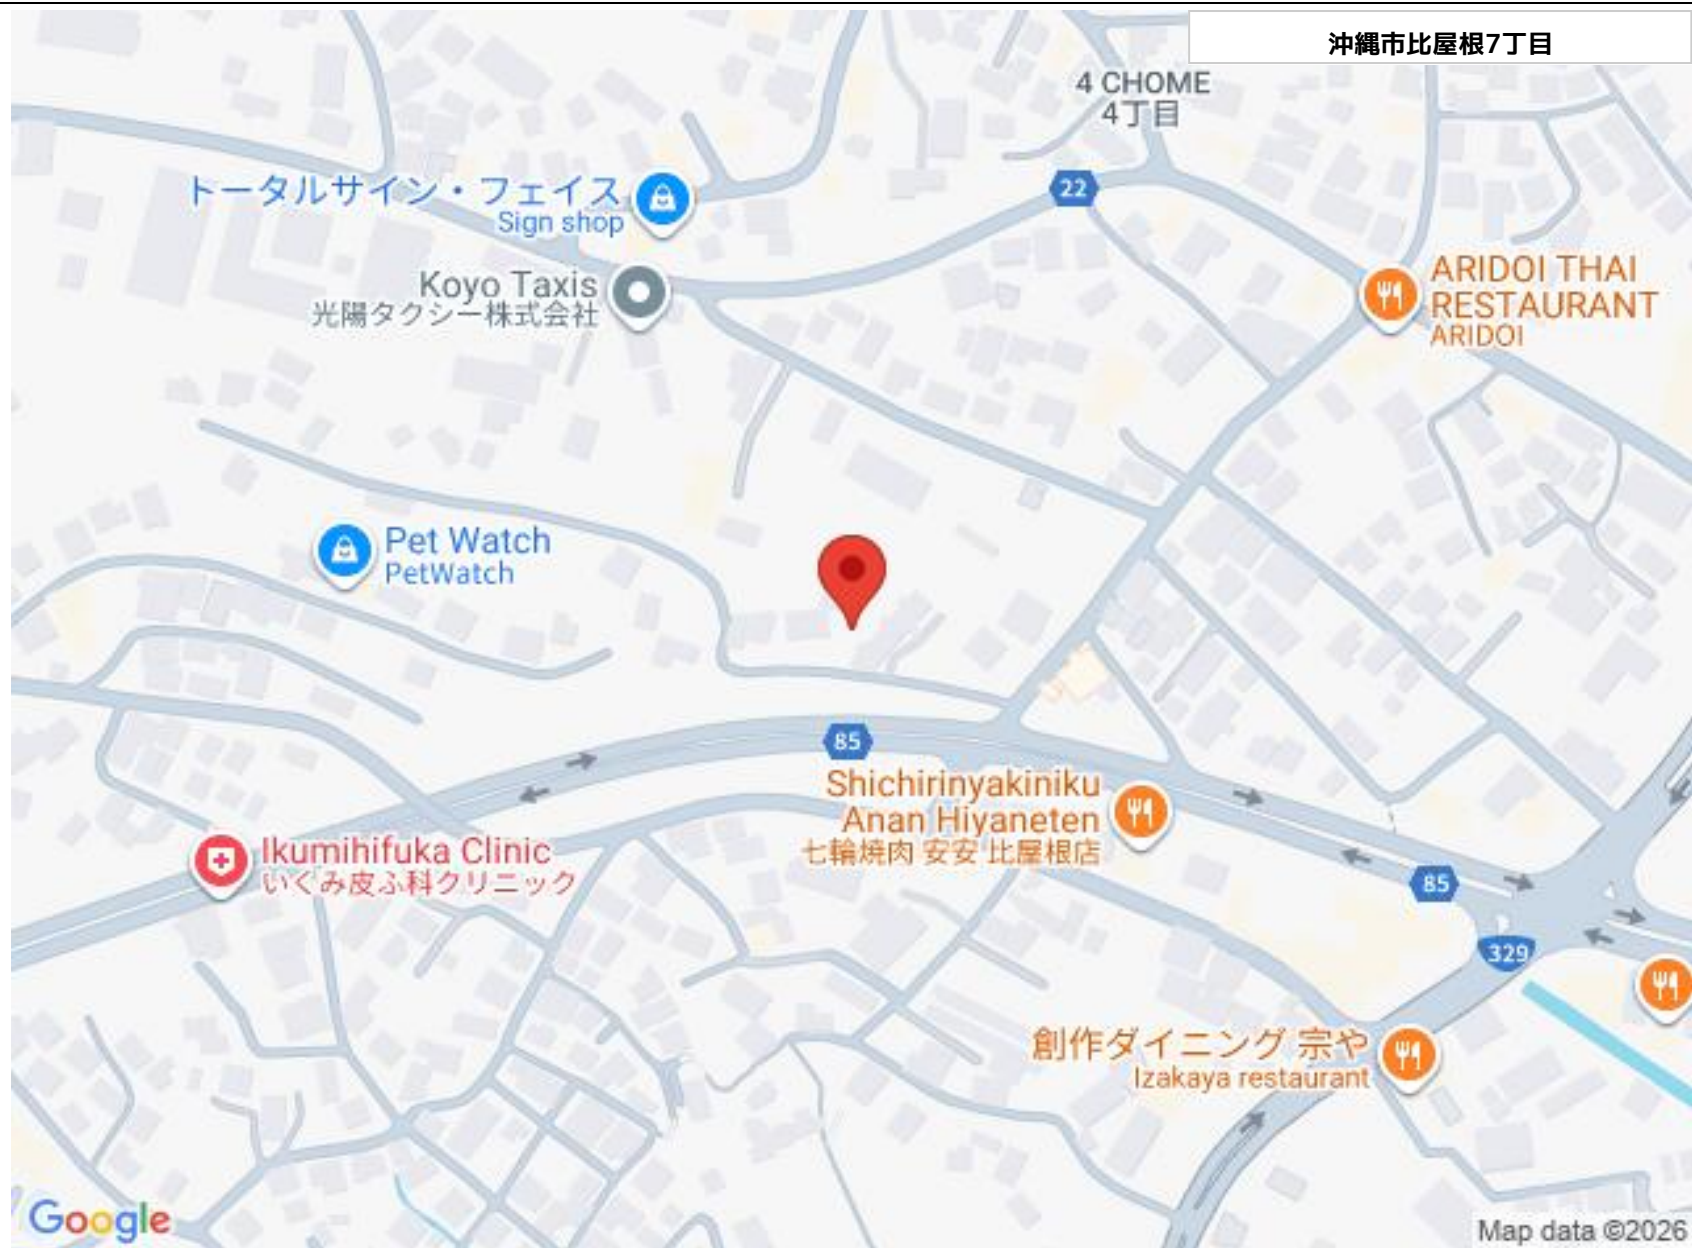 沖縄市比屋根7丁目
4 CHOME
4丁目
22
トータルサイン・フェイス
Sign shop
Koyo Taxis
光陽タクシー株式会社
ARIDOI THAI
RESTAURANT
ARIDOI
Pet Watch
PetWatch
85
Shichirinyakiniku
Anan Hiyaneten
七輪焼肉 安安 比屋根店
Ikumihifuka Clinic
いくみ皮ふ科クリニック
85
329
創作ダイニング 宗や
Izakaya restaurant
Google
Map data ©2026